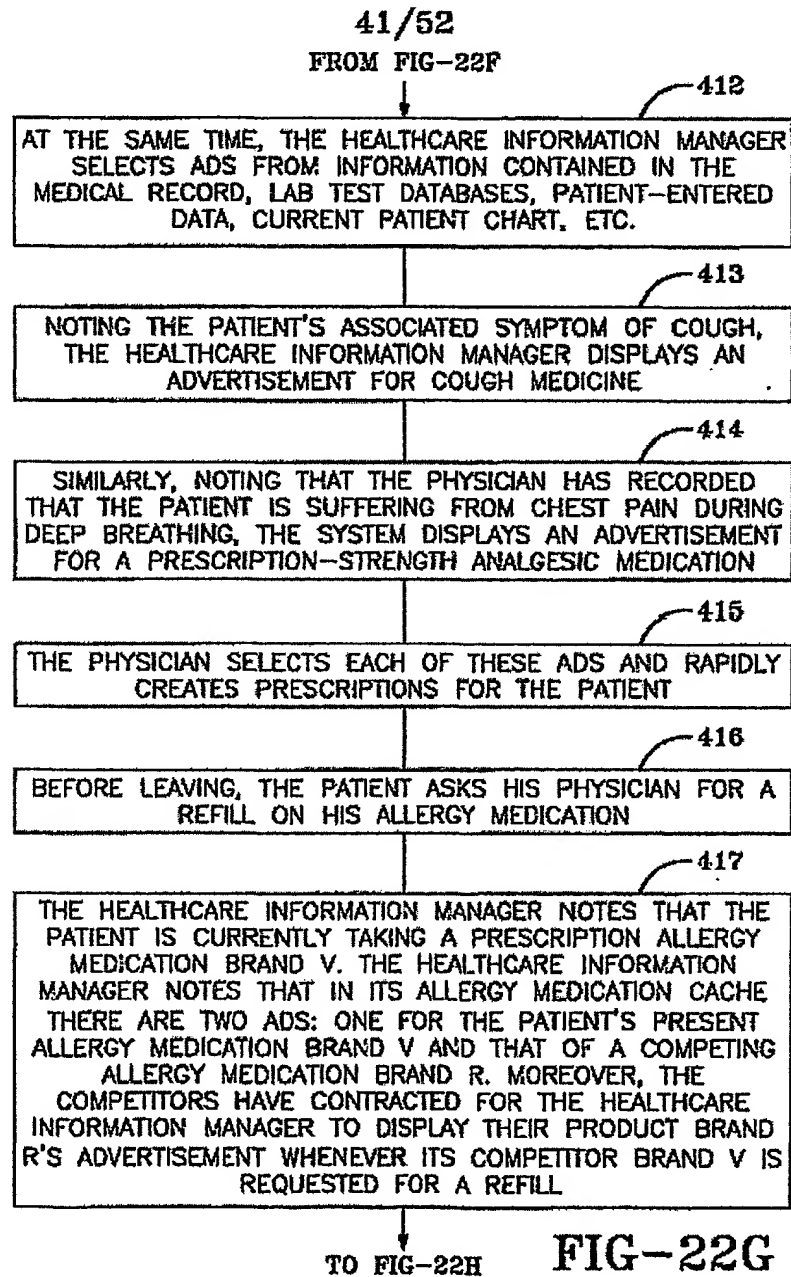 41/52
FROM FIG-22F
412
AT THE SAME TIME, THE HEALTHCARE INFORMATION MANAGER
SELECTS ADS FROM INFORMATION CONTAINED IN THE
MEDICAL RECORD, LAB TEST DATABASES, PATIENT-ENTERED
DATA, CURRENT PATIENT CHART, ETC.
413
NOTING THE PATIENT'S ASSOCIATED SYMPTOM OF COUGH,
THE HEALTHCARE INFORMATION MANAGER DISPLAYS AN
ADVERTISEMENT FOR COUGH MEDICINE
414
SIMILARLY, NOTING THAT THE PHYSICIAN HAS RECORDED
THAT THE PATIENT IS SUFFERING FROM CHEST PAIN DURING
DEEP BREATHING, THE SYSTEM DISPLAYS AN ADVERTISEMENT
FOR A PRESCRIPTION-STRENGTH ANALGESIC MEDICATION
415
THE PHYSICIAN SELECTS EACH OF THESE ADS AND RAPIDLY
CREATES PRESCRIPTIONS FOR THE PATIENT
416
BEFORE LEAVING, THE PATIENT ASKS HIS PHYSICIAN FOR A
REFILL ON HIS ALLERGY MEDICATION
417
THE HEALTHCARE INFORMATION MANAGER NOTES THAT THE
PATIENT IS CURRENTLY TAKING A PRESCRIPTION ALLERGY
MEDICATION BRAND V. THE HEALTHCARE INFORMATION
MANAGER NOTES THAT IN ITS ALLERGY MEDICATION CACHE
THERE ARE TWO ADS: ONE FOR THE PATIENT'S PRESENT
ALLERGY MEDICATION BRAND V AND THAT OF A COMPETING
ALLERGY MEDICATION BRAND R. MOREOVER, THE
COMPETITORS HAVE CONTRACTED FOR THE HEALTHCARE
INFORMATION MANAGER TO DISPLAY THEIR PRODUCT BRAND
R'S ADVERTISEMENT WHENEVER ITS COMPETITOR BRAND V IS
REQUESTED FOR A REFILL
TO FIG-22H
FIG-22G